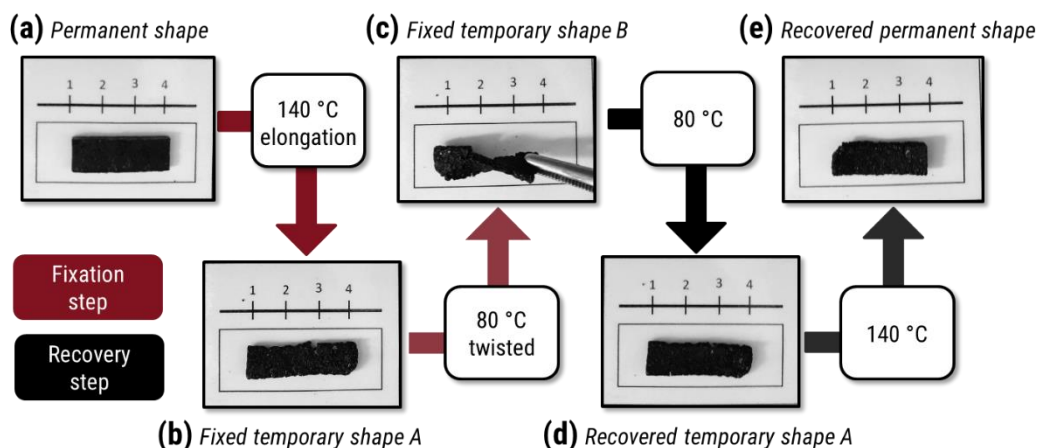 (a) Permanent shape
(c) Fixed temporary shape B
(e) Recovered permanent shape
1 2 3 4
140 °C
elongation
1 2 3 4
80 °C
1 2 3 4
Fixation
step
Recovery
step
1 2 3 4
80 °C
twisted
1 2 3 4
140 °C
(b) Fixed temporary shape A
(d) Recovered temporary shape A